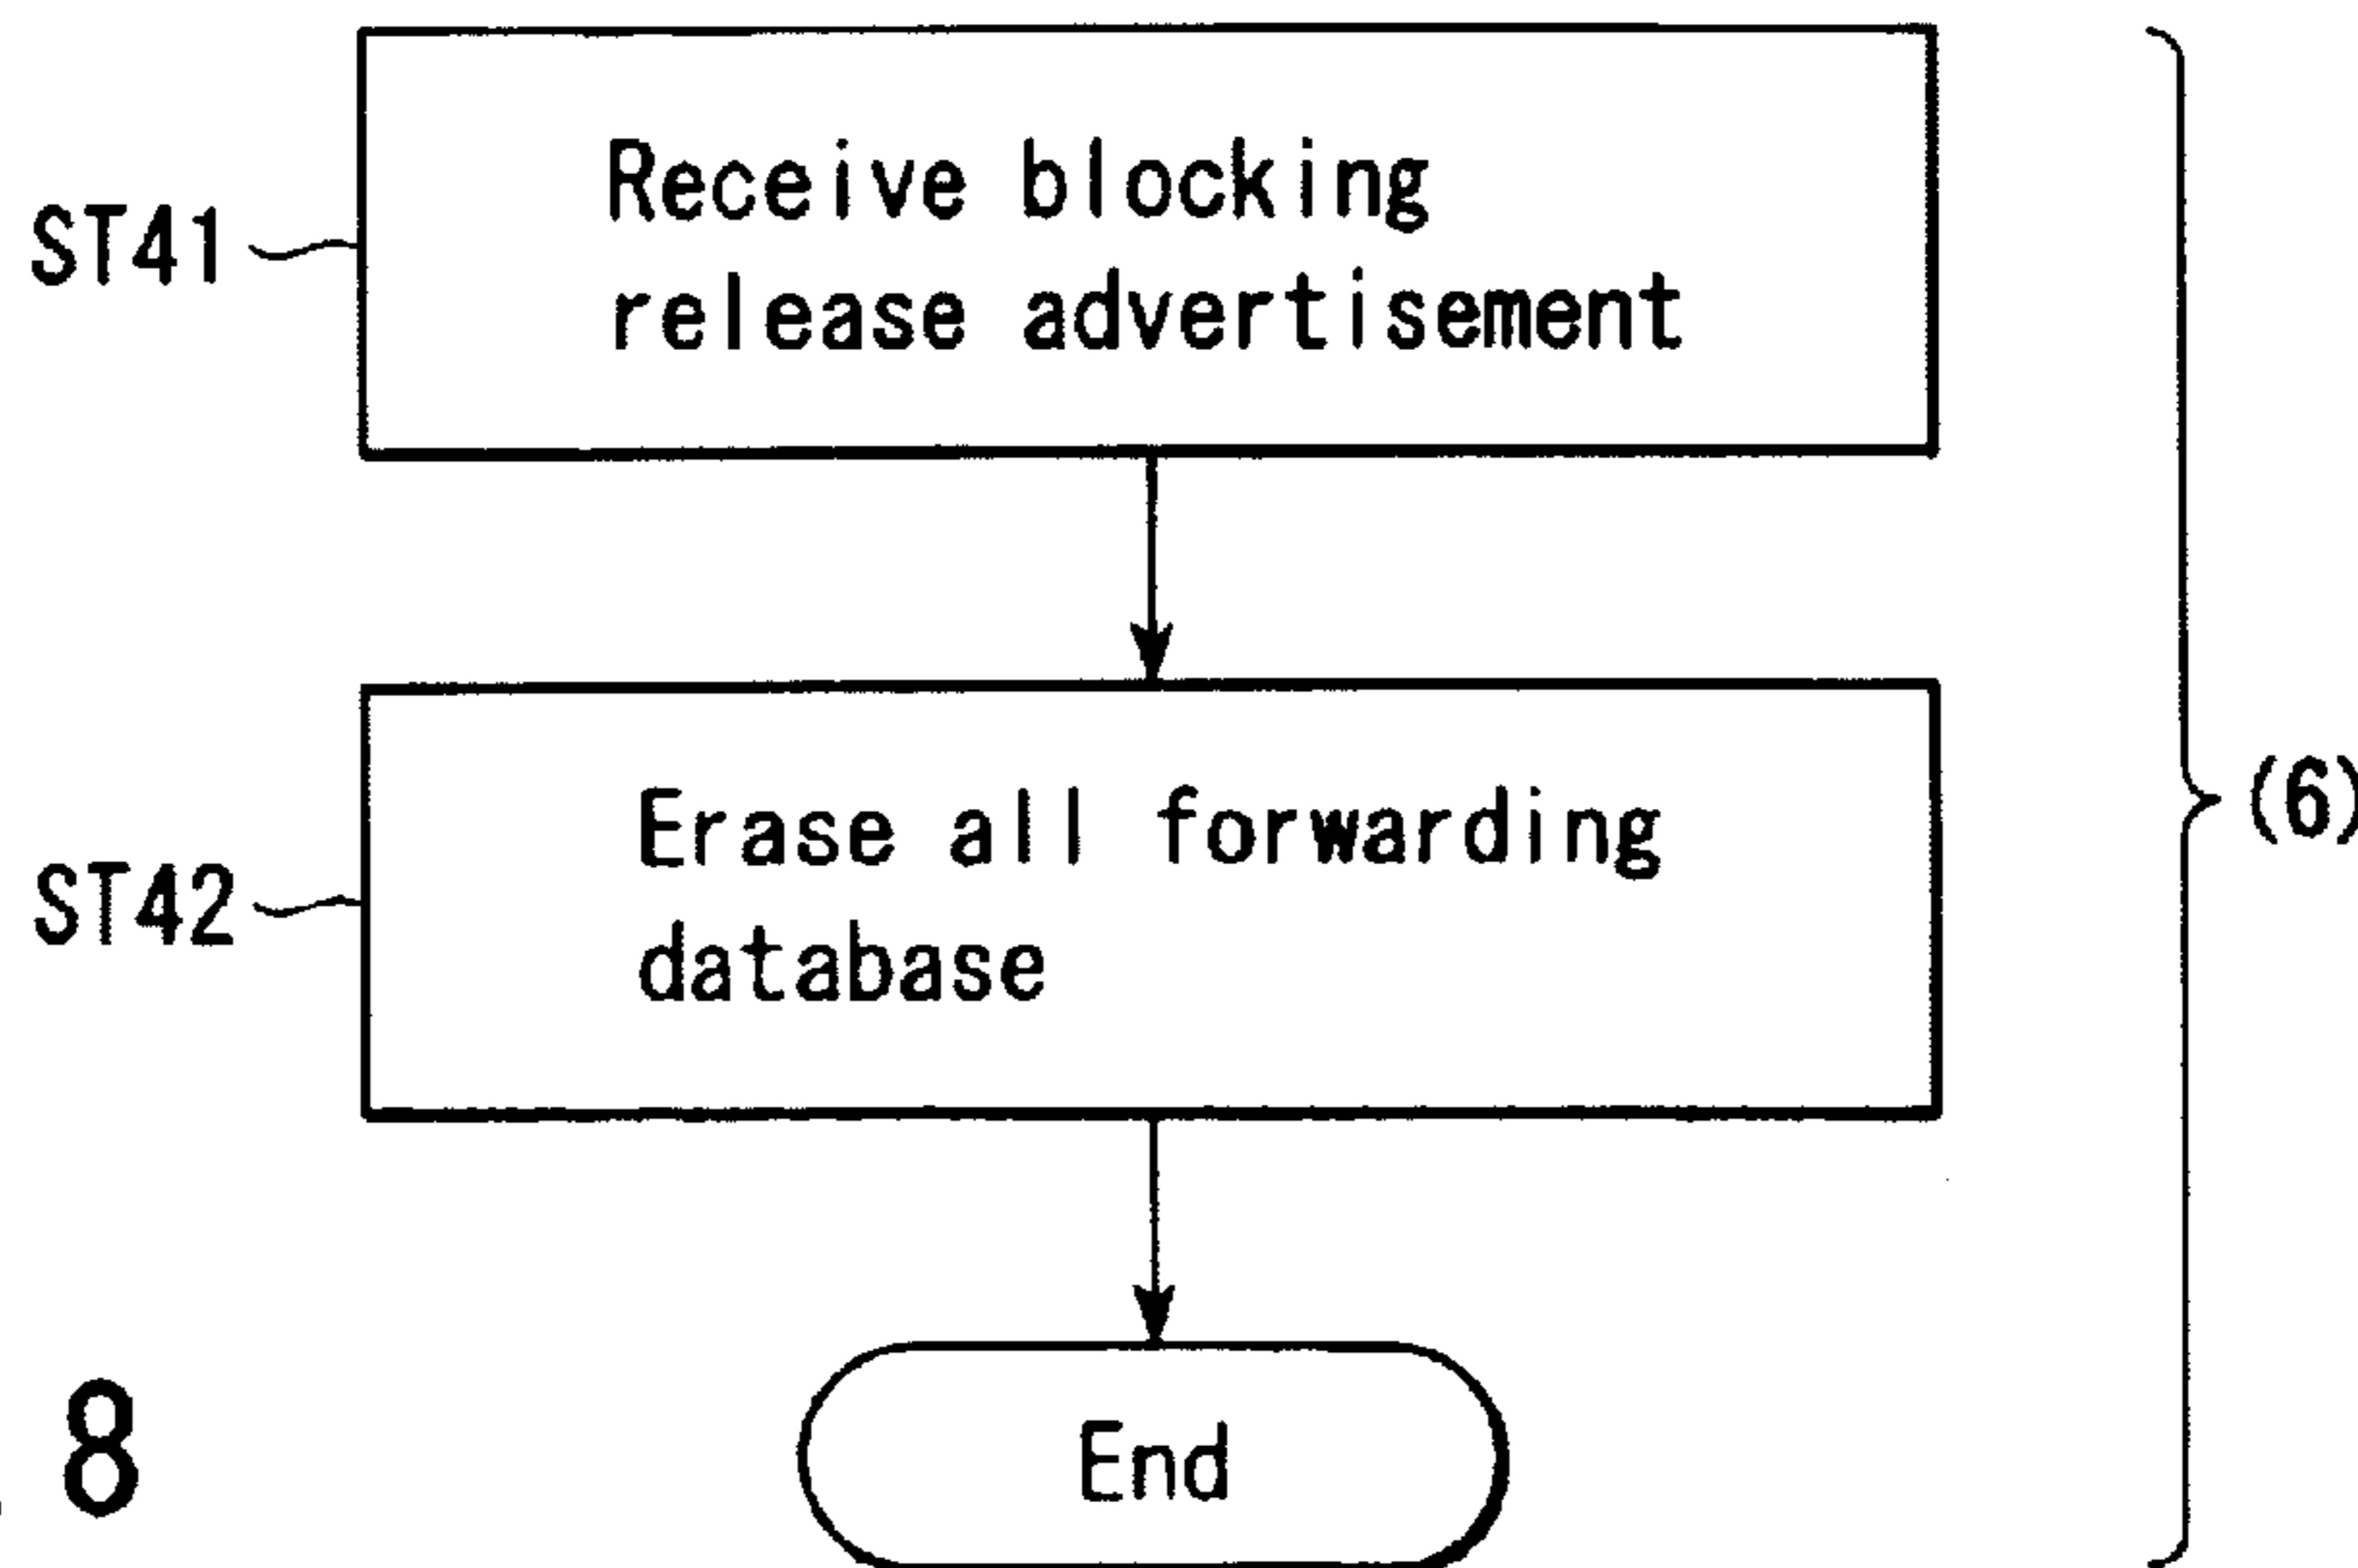 ST41
Receive blocking
release advertisement
ST42
Erase all forwarding
database
(6)
End
8